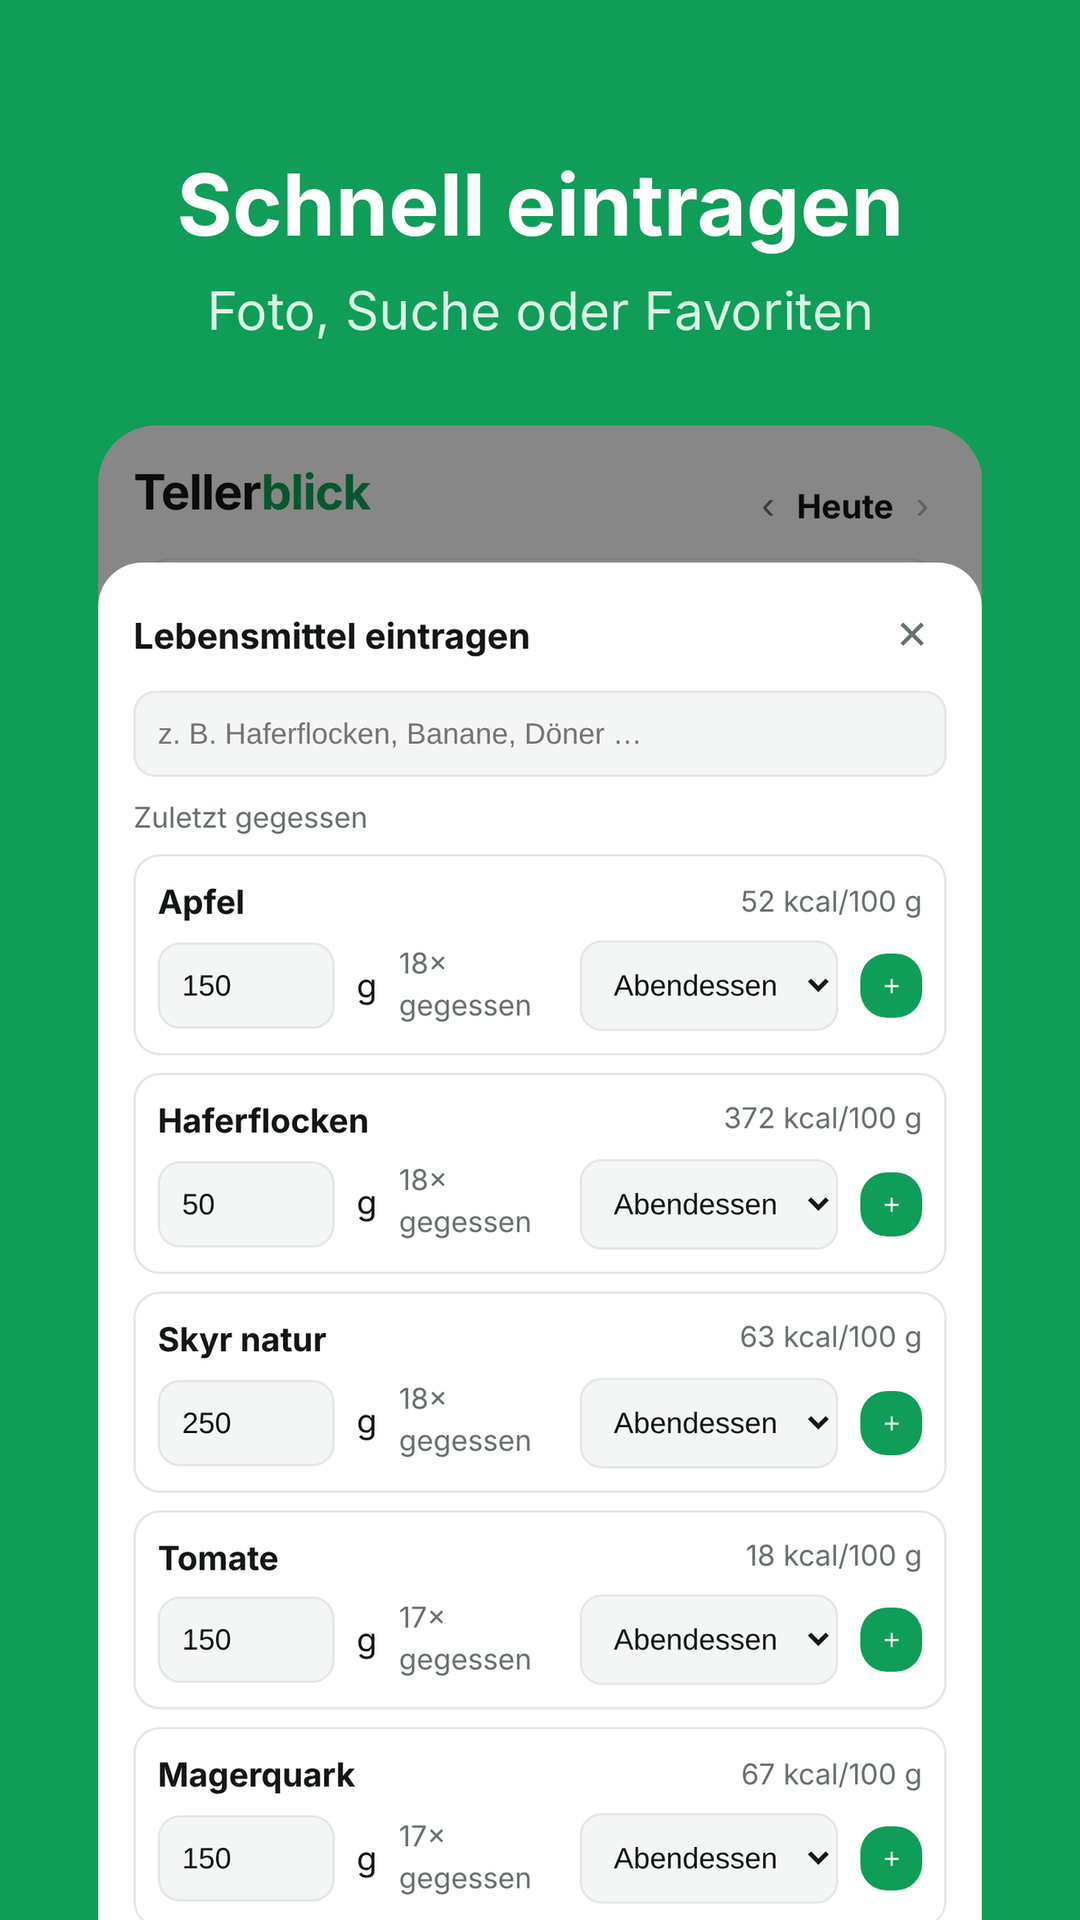 Schnell eintragen
Foto, Suche oder Favoriten
Tellerblick
‹ Heute ›
Lebensmittel eintragen ✕
z. B. Haferflocken, Banane, Döner …
Zuletzt gegessen
Apfel 52 kcal/100 g
150 g 18× gegessen Abendessen +
Haferflocken 372 kcal/100 g
50 g 18× gegessen Abendessen +
Skyr natur 63 kcal/100 g
250 g 18× gegessen Abendessen +
Tomate 18 kcal/100 g
150 g 17× gegessen Abendessen +
Magerquark 67 kcal/100 g
150 g 17× gegessen Abendessen +